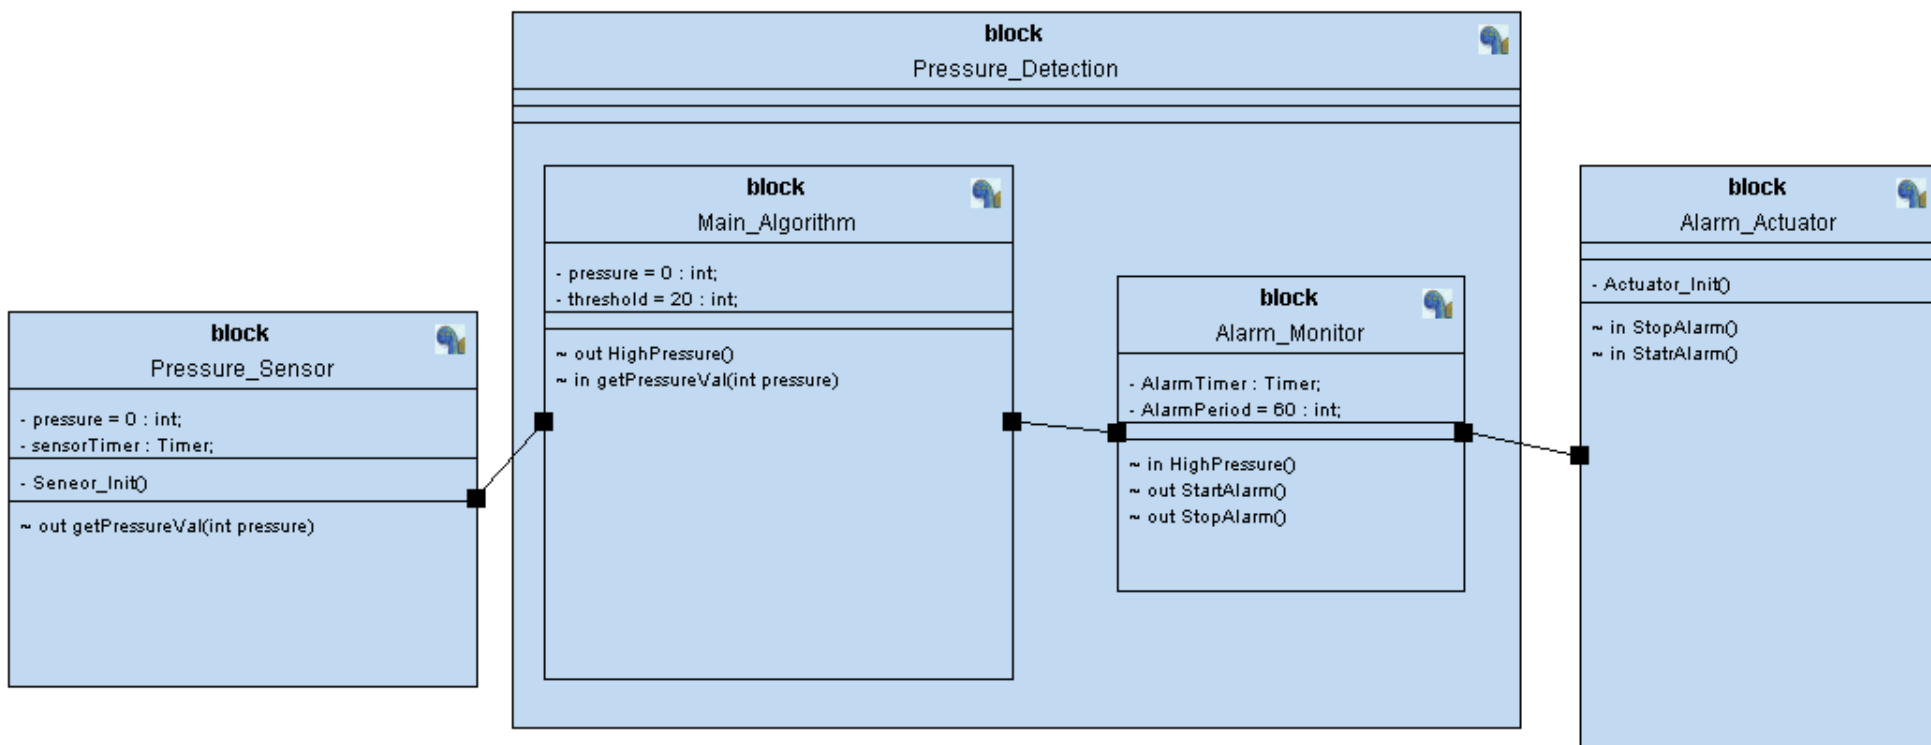 block
Pressure_Detection
block
Main_Algorithm
- pressure = 0 : int;
- threshold = 20 : int;
~ out HighPressure()
~ in getPressureVal(int pressure)
block
Alarm_Monitor
- AlarmTimer : Timer;
- AlarmPeriod = 60 : int;
~ in HighPressure()
~ out StartAlarm()
~ out StopAlarm()
block
Pressure_Sensor
- pressure = 0 : int;
- sensorTimer : Timer;
- Seneor_Init()
~ out getPressureVal(int pressure)
block
Alarm_Actuator
- Actuator_Init()
~ in StopAlarm()
~ in StatrAlarm()